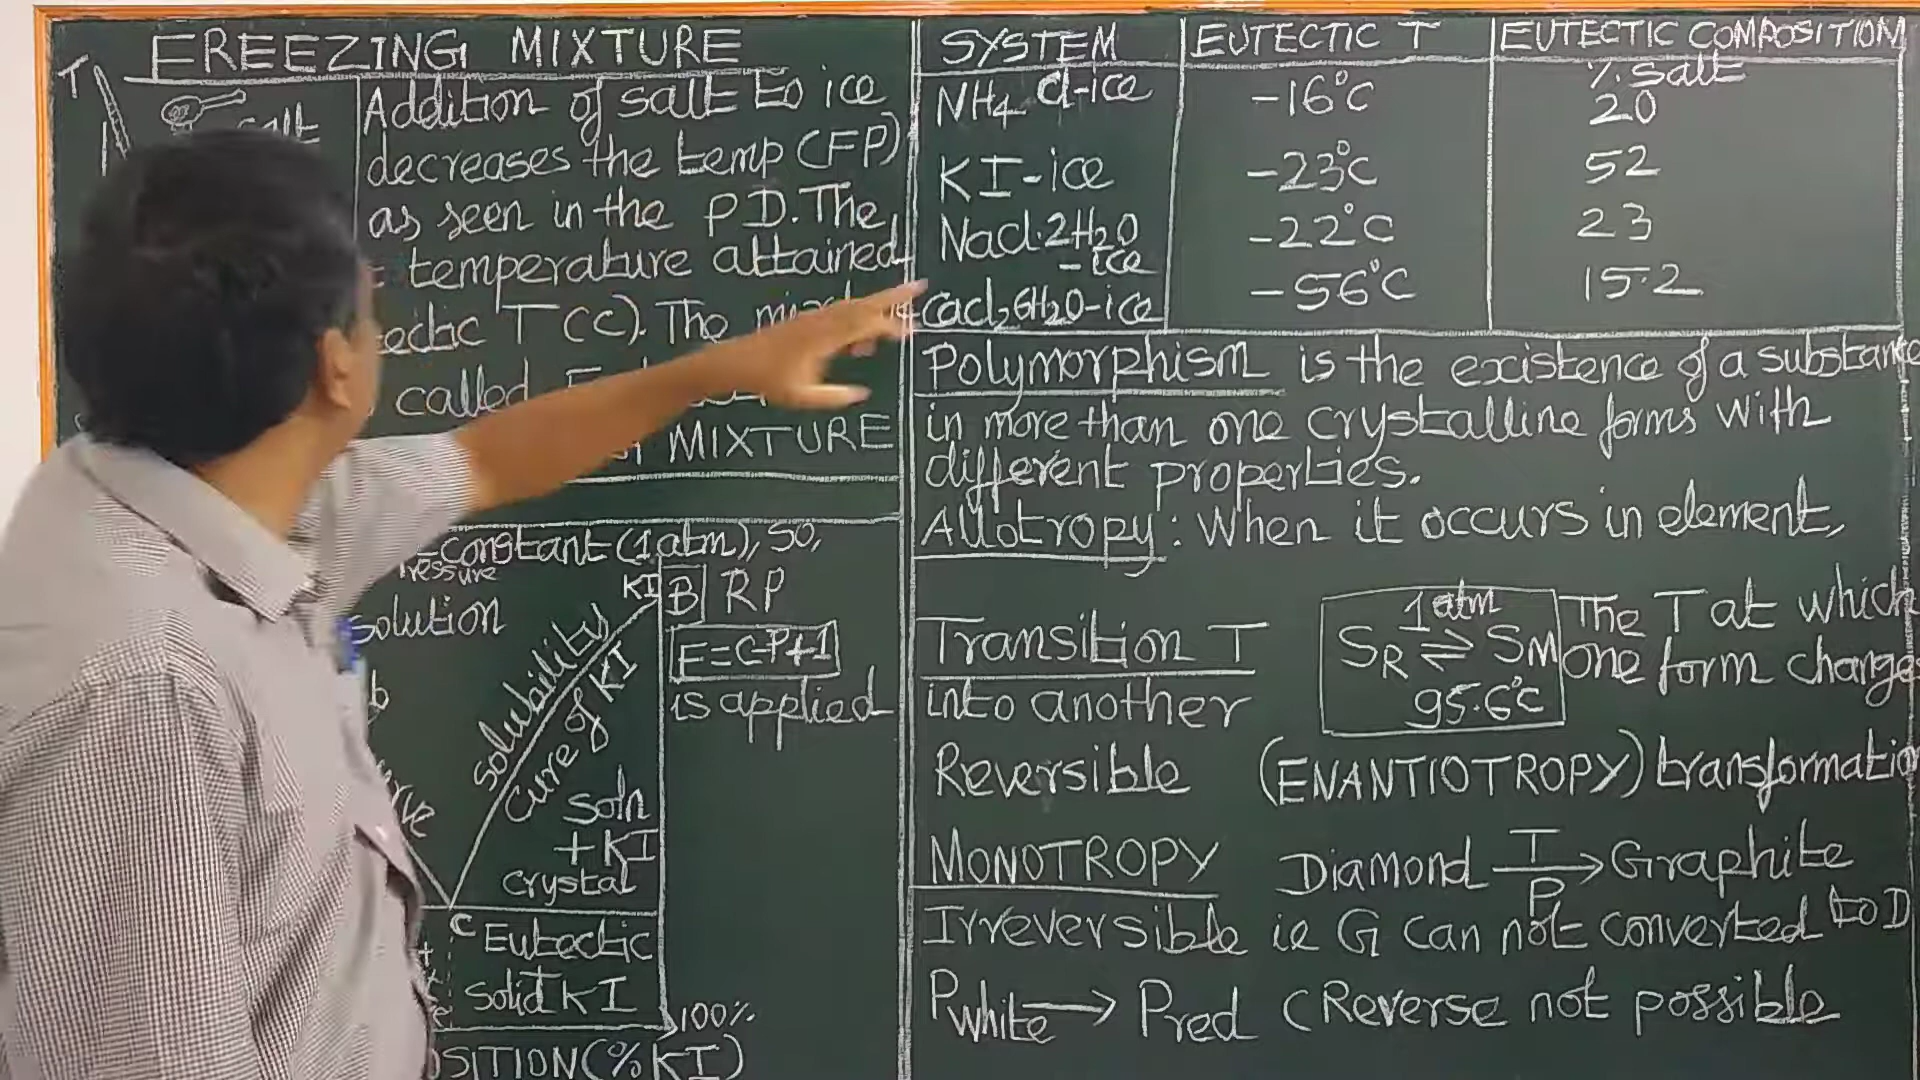 FREEZING MIXTURE
T
salt
Addition of salt to ice
decreases the temp (FP)
as seen in the PD. The
temperature attained
T (C). The
called
MIXTURE
=constant (1 atm), SO,
Pressure
solution
KI
B RP
F=C-P+1
is applied
solubility
Cure of KI
Soln
+ KI
crystal
C Eutectic
solid KI
100%
OSITION (% KI)
SYSTEM EUTECTIC T EUTECTIC COMPOSITION
% salt
NH4 Cl-ice -16°C 20
KI-ice -23°C 52
NaCl.2H2O -22°C 23
-ice
CaCl2 6H2O-ice -56°C 15.2
Polymorphism is the existence of a substance
in more than one crystalline forms with
different properties.
Allotropy: When it occurs in element,
Transition T SR ⇌ SM The T at which
1 atm
95.6°C
one form change
into another
Reversible (ENANTIOTROPY) transformation
MONOTROPY Diamond T/P → Graphite
Irreversible ie G can not converted to D
Pwhite → Pred (Reverse not possible